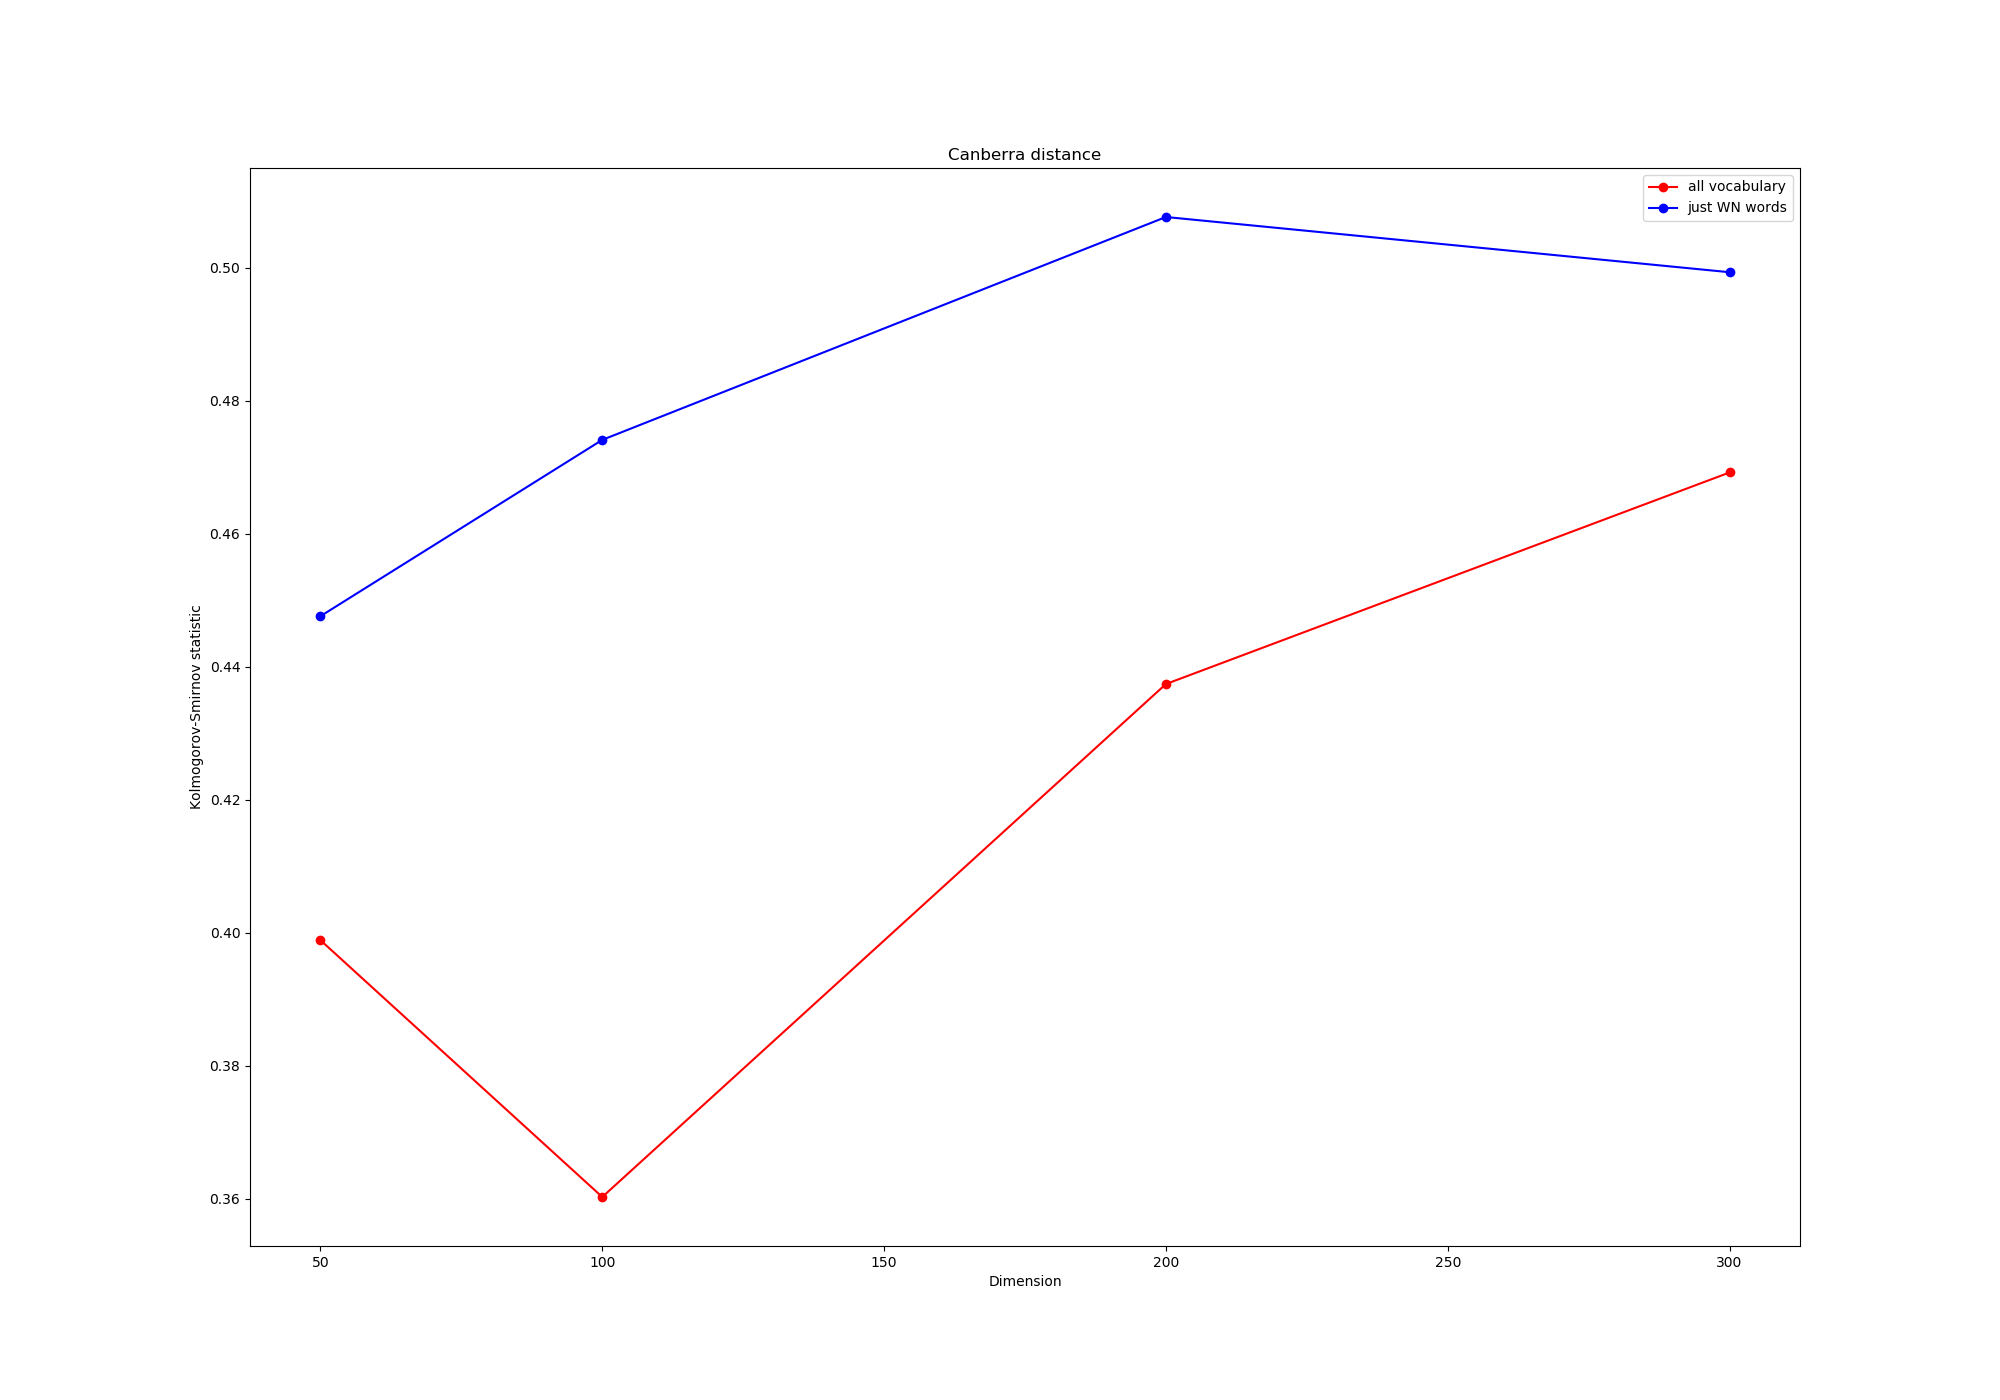 Canberra distance
all vocabulary
just WN words
0.50
0.48
0.46
0.44
0.42
0.40
0.38
0.36
Kolmogorov-Smirnov statistic
50 100 150 200 250 300
Dimension